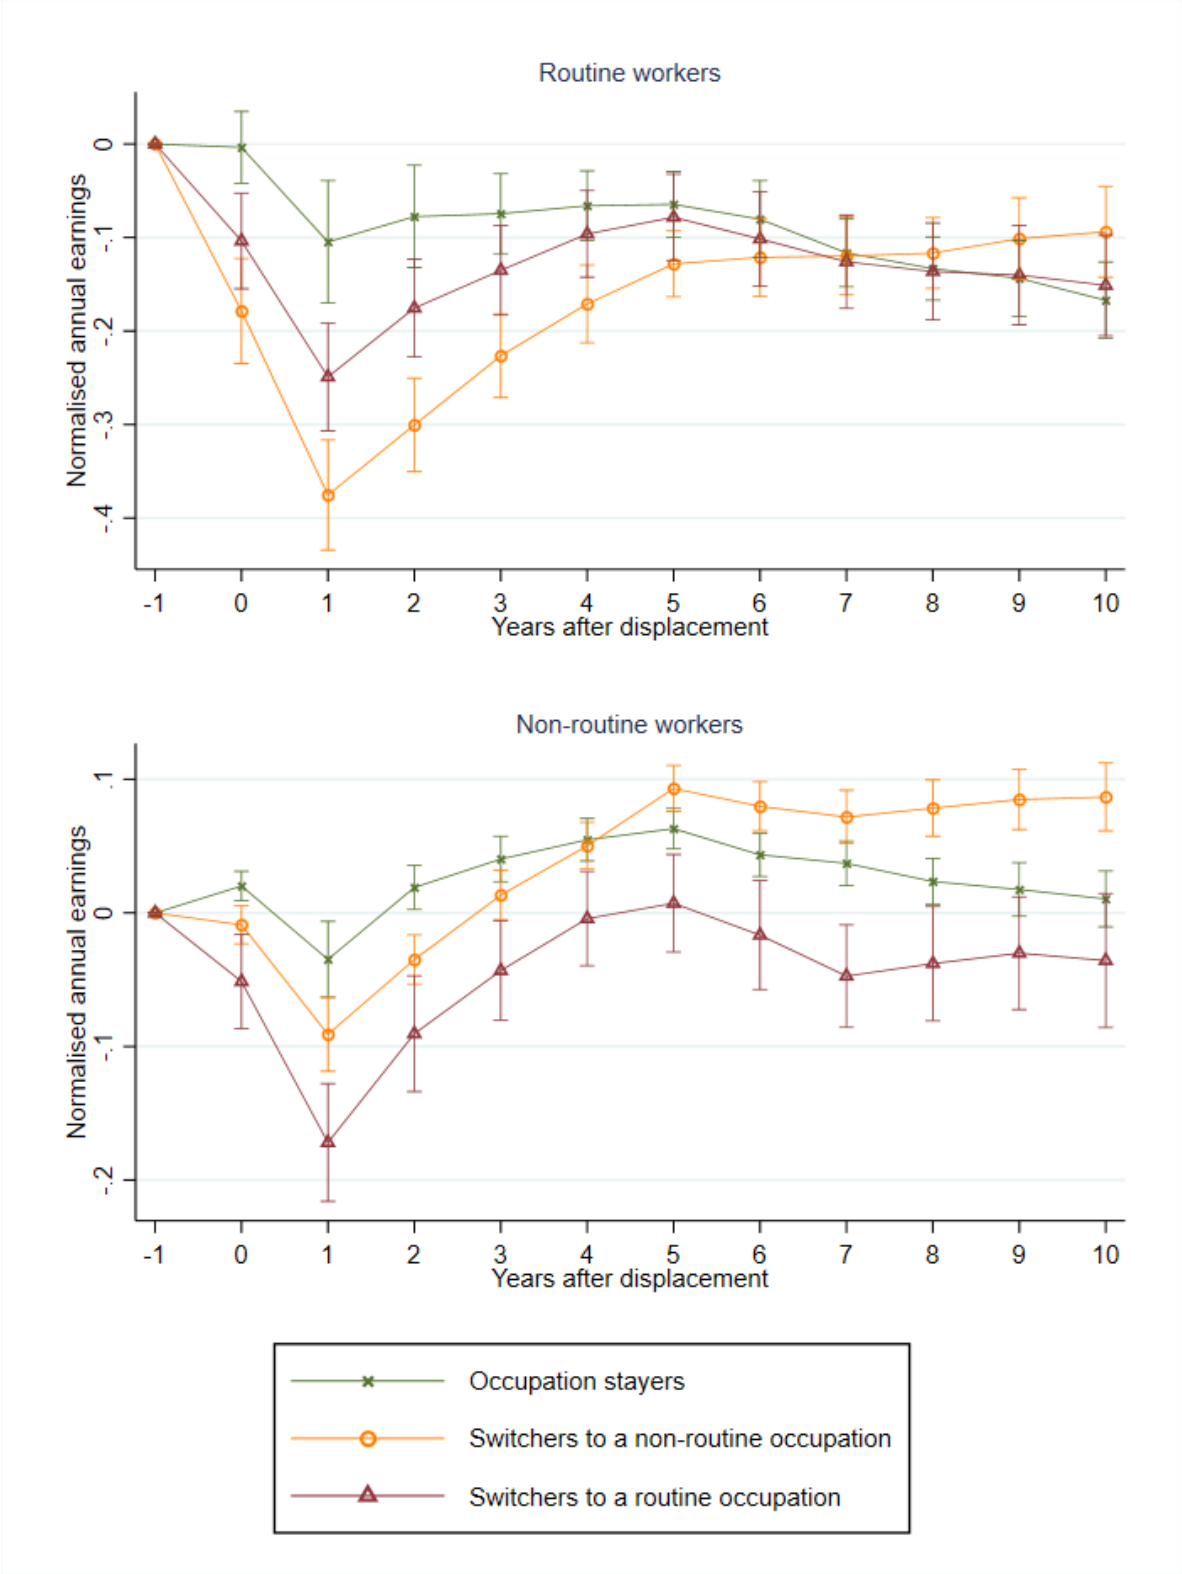 Routine workers
Normalised annual earnings
0
-.1
-.2
-.3
-.4
-1 0 1 2 3 4 5 6 7 8 9 10
Years after displacement
Non-routine workers
Normalised annual earnings
.1
0
-.1
-.2
-1 0 1 2 3 4 5 6 7 8 9 10
Years after displacement
Occupation stayers
Switchers to a non-routine occupation
Switchers to a routine occupation